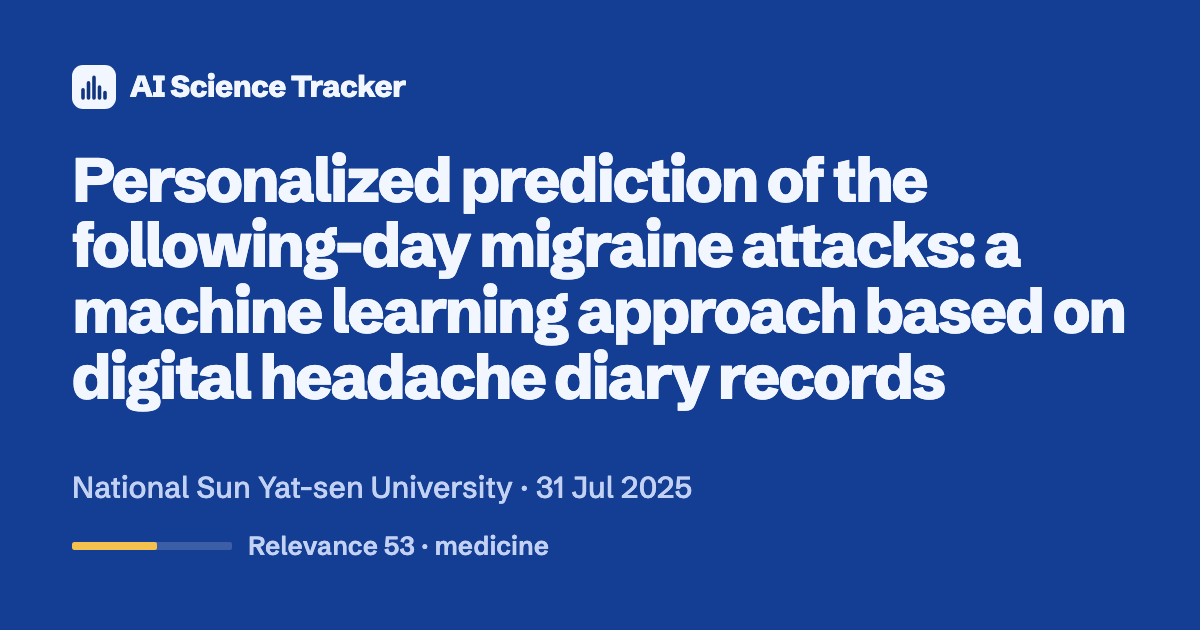 AI Science Tracker
Personalized prediction of the
following-day migraine attacks: a
machine learning approach based on
digital headache diary records
National Sun Yat-sen University · 31 Jul 2025
Relevance 53 · medicine